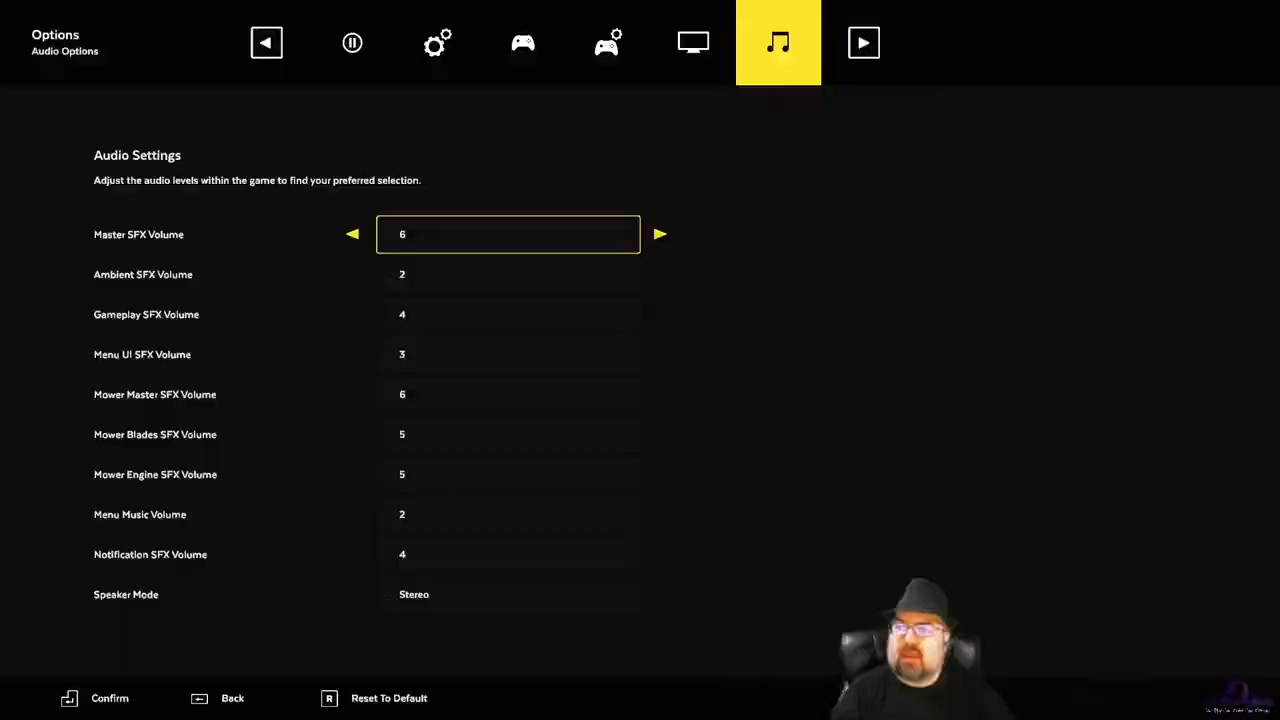 Options
Audio Options
Audio Settings
Adjust the audio levels within the game to find your preferred selection.
Master SFX Volume 6
Ambient SFX Volume 2
Gameplay SFX Volume 4
Menu UI SFX Volume 3
Mower Master SFX Volume 6
Mower Blades SFX Volume 5
Mower Engine SFX Volume 5
Menu Music Volume 2
Notification SFX Volume 4
Speaker Mode Stereo
Confirm Back R Reset To Default